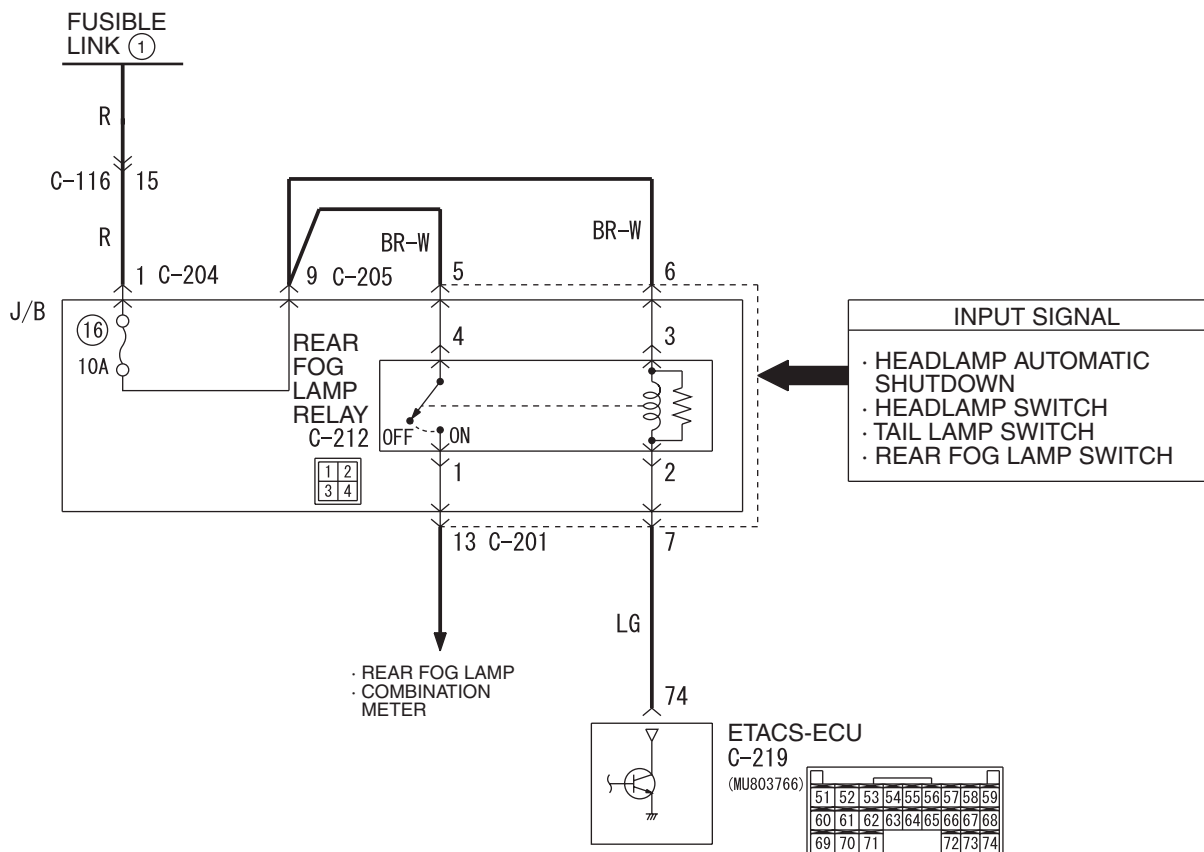 FUSIBLE
LINK ①
R
C-116 15
R
BR-W
BR-W
1 C-204
9 C-205
5
6
J/B
⑯
10A
REAR
FOG
LAMP
RELAY
C-212
1 2
3 4
4
3
OFF
ON
1
2
13 C-201
7
INPUT SIGNAL
· HEADLAMP AUTOMATIC
SHUTDOWN
· HEADLAMP SWITCH
· TAIL LAMP SWITCH
· REAR FOG LAMP SWITCH
LG
· REAR FOG LAMP
· COMBINATION
METER
74
ETACS-ECU
C-219
(MU803766)
51 52 53 54 55 56 57 58 59
60 61 62 63 64 65 66 67 68
69 70 71 72 73 74